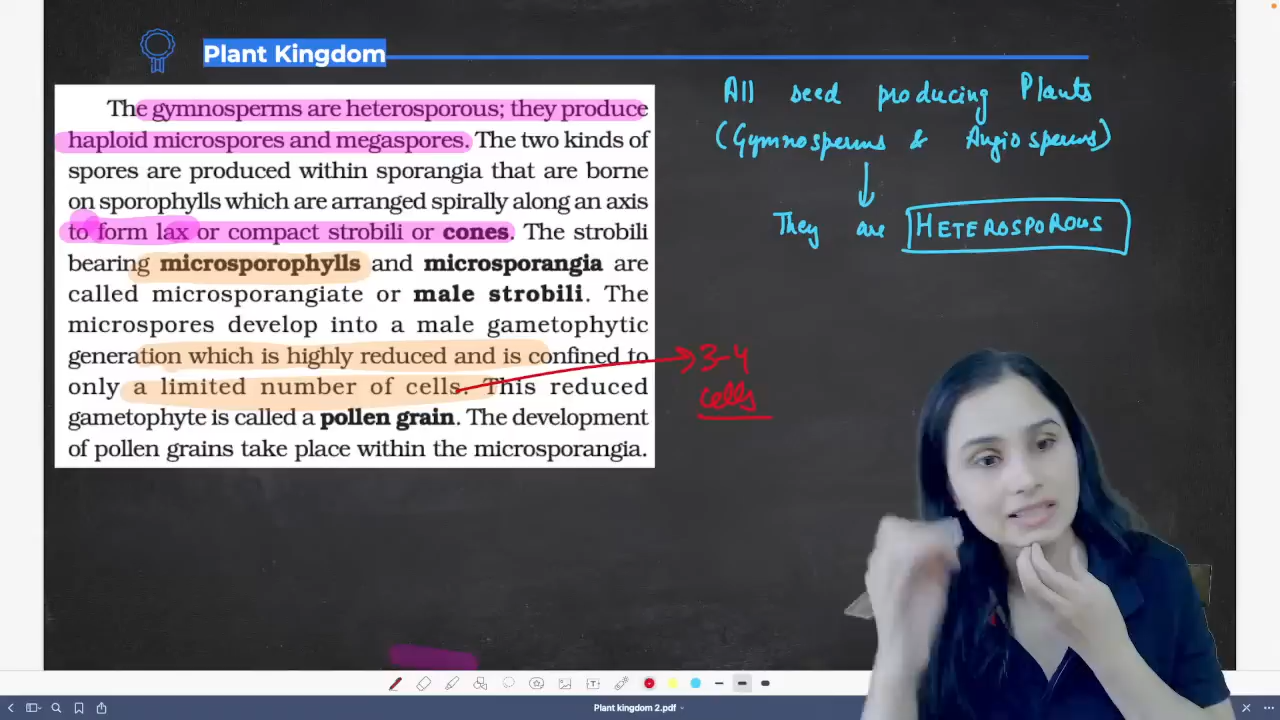 Plant Kingdom
The gymnosperms are heterosporous; they produce
haploid microspores and megaspores. The two kinds of
spores are produced within sporangia that are borne
on sporophylls which are arranged spirally along an axis
to form lax or compact strobili or cones. The strobili
bearing microsporophylls and microsporangia are
called microsporangiate or male strobili. The
microspores develop into a male gametophytic
generation which is highly reduced and is confined to
only a limited number of cells. This reduced
gametophyte is called a pollen grain. The development
of pollen grains take place within the microsporangia.
All seed producing Plants
(Gymnosperms & Angiosperms)
They are HETEROSPOROUS
3-4
cells
Plant kingdom 2.pdf